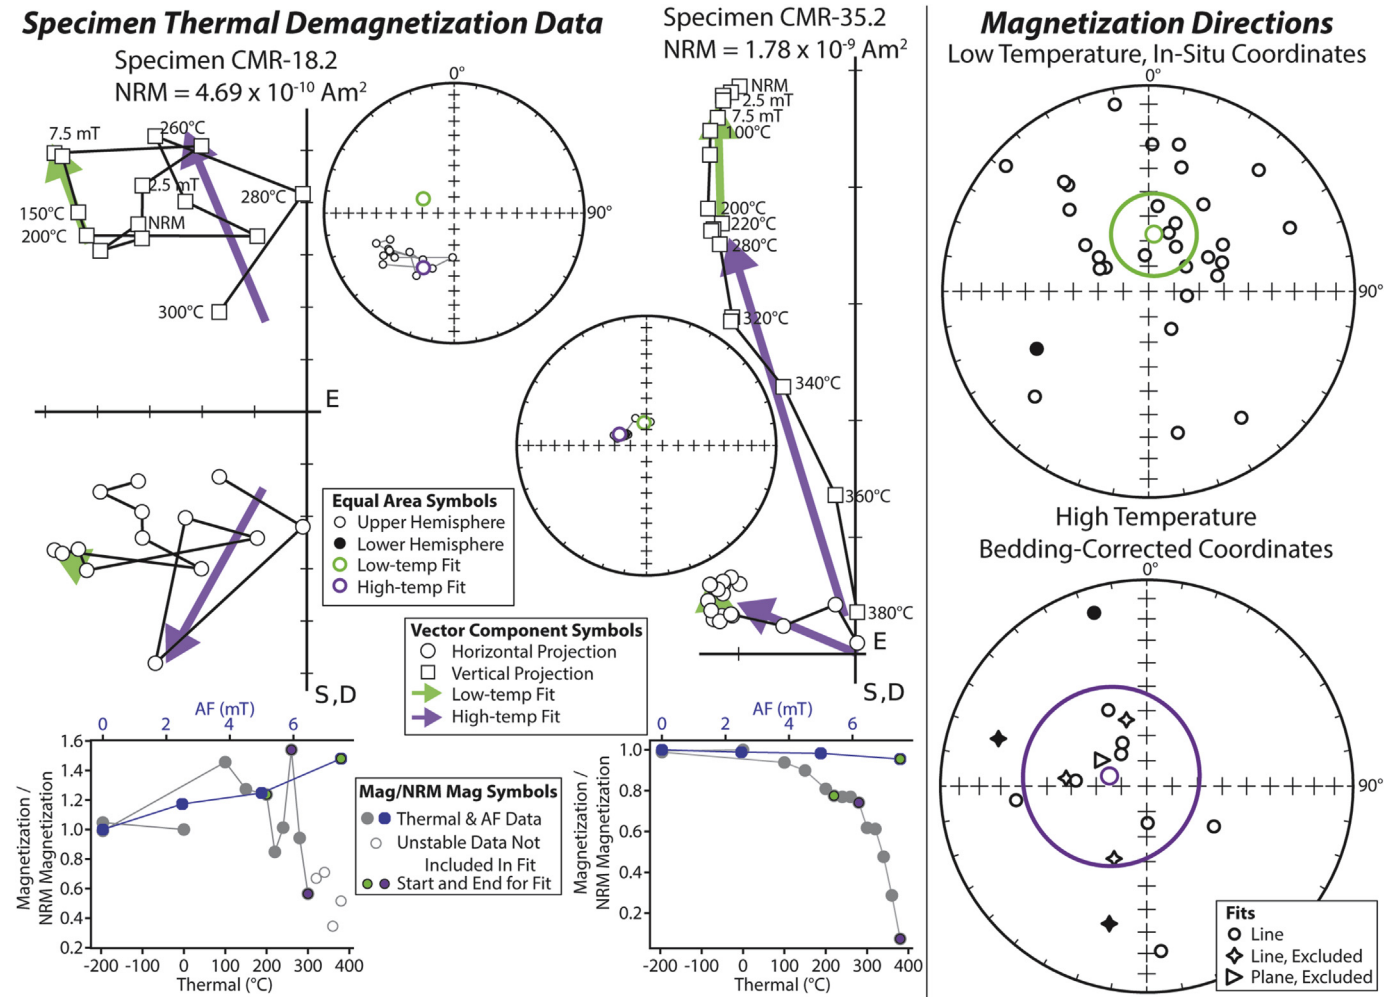 Specimen Thermal Demagnetization Data
Specimen CMR-18.2
NRM = 4.69 x 10⁻¹⁰ Am²
Specimen CMR-35.2
NRM = 1.78 x 10⁻⁹ Am²
Magnetization Directions
Low Temperature, In-Situ Coordinates
0°
90°
7.5 mT
260°C
2.5 mT
280°C
150°C
NRM
200°C
300°C
E
S,D
0°
90°
NRM
2.5 mT
7.5 mT
100°C
200°C
220°C
280°C
320°C
340°C
360°C
380°C
E
S,D
Equal Area Symbols
Upper Hemisphere
Lower Hemisphere
Low-temp Fit
High-temp Fit
Vector Component Symbols
Horizontal Projection
Vertical Projection
Low-temp Fit
High-temp Fit
High Temperature
Bedding-Corrected Coordinates
0°
90°
Fits
Line
Line, Excluded
Plane, Excluded
AF (mT)
0 2 4 6
1.6
1.4
1.2
1.0
0.8
0.6
0.4
0.2
Magnetization /
NRM Magnetization
-200 -100 0 100 200 300 400
Thermal (°C)
Mag/NRM Mag Symbols
Thermal & AF Data
Unstable Data Not
Included In Fit
Start and End for Fit
AF (mT)
0 2 4 6
1.0
0.8
0.6
0.4
0.2
Magnetization /
NRM Magnetization
-200 -100 0 100 200 300 400
Thermal (°C)